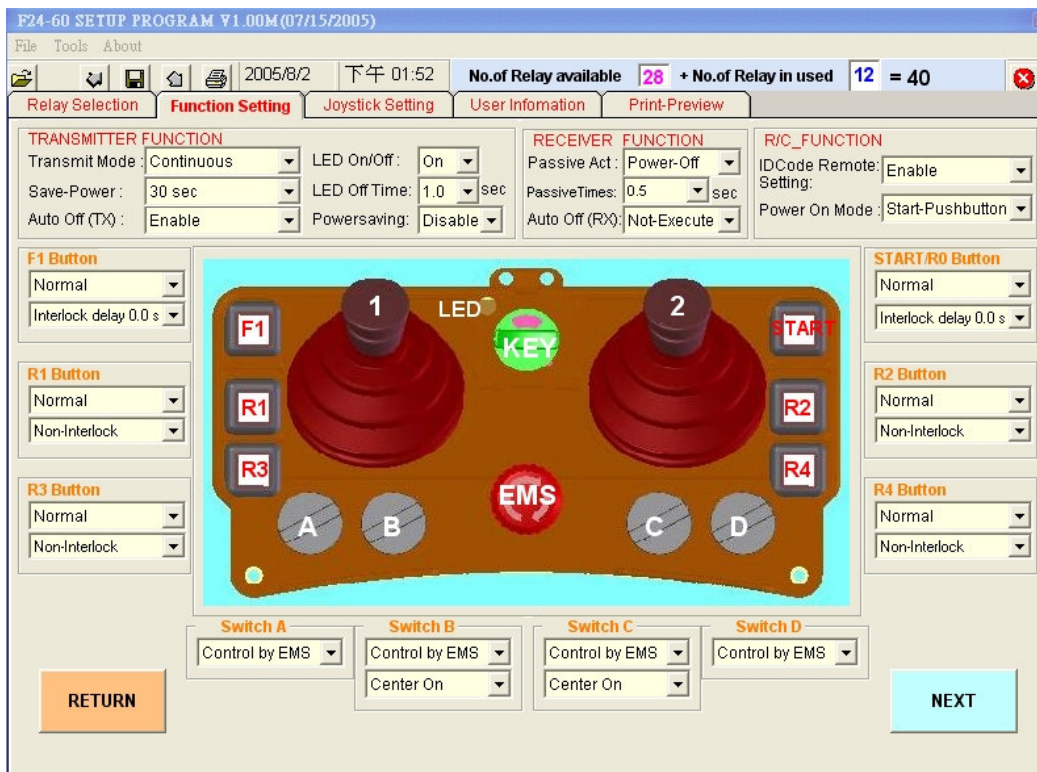 F24-60 SETUP PROGRAM V1.00M(07/15/2005)
File Tools About
2005/8/2 下午 01:52 No.of Relay available 28 + No.of Relay in used 12 = 40
Relay Selection Function Setting Joystick Setting User Infomation Print-Preview
TRANSMITTER FUNCTION RECEIVER FUNCTION R/C_FUNCTION
Transmit Mode : Continuous LED On/Off : On Passive Act : Power-Off IDCode Remote Setting: Enable
Save-Power : 30 sec LED Off Time: 1.0 sec PassiveTimes: 0.5 sec
Auto Off (TX) : Enable Powersaving: Disable Auto Off (RX): Not-Execute Power On Mode : Start-Pushbutton
F1 Button
Normal
Interlock delay 0.0 s
R1 Button
Normal
Non-Interlock
R3 Button
Normal
Non-Interlock
1 LED 2
F1 KEY START
R1 R2
R3 R4
EMS
A B C D
START/R0 Button
Normal
Interlock delay 0.0 s
R2 Button
Normal
Non-Interlock
R4 Button
Normal
Non-Interlock
Switch A Switch B Switch C Switch D
Control by EMS Control by EMS Control by EMS Control by EMS
Center On Center On
RETURN NEXT